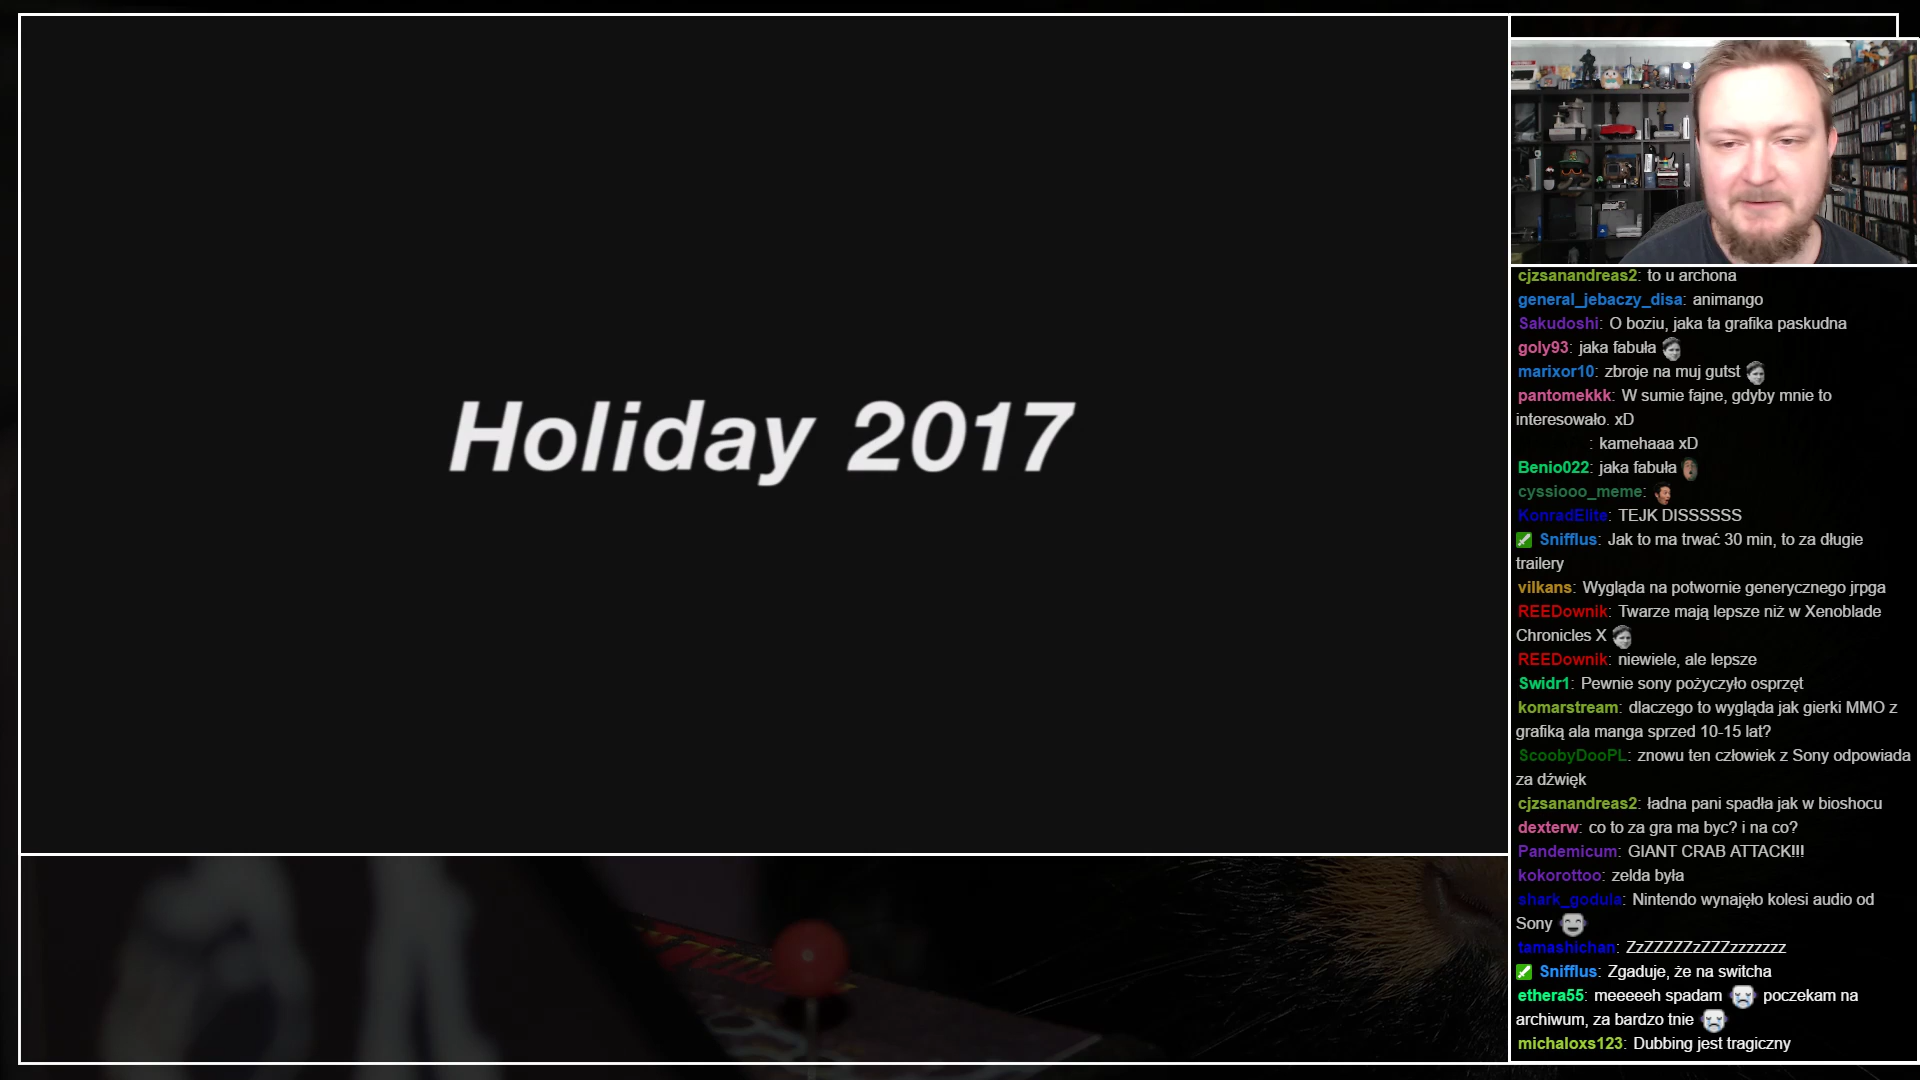 Holiday 2017
cjzsanandreas2: to u archona
general_jebaczy_disa: animango
Sakudoshi: O boziu, jaka ta grafika paskudna
goly93: jaka fabuła
marixor10: zbroje na muj gutst
pantomekkk: W sumie fajne, gdyby mnie to
interesowało. xD
: kamehaaa xD
Benio022: jaka fabuła
cyssiooo_meme:
KonradElite: TEJK DISSSSSS
Snifflus: Jak to ma trwać 30 min, to za długie
trailery
vilkans: Wygląda na potwornie generycznego jrpga
REEDownik: Twarze mają lepsze niż w Xenoblade
Chronicles X
REEDownik: niewiele, ale lepsze
Swidr1: Pewnie sony pożyczyło osprzęt
komarstream: dlaczego to wygląda jak gierki MMO z
grafiką ala manga sprzed 10-15 lat?
ScoobyDooPL: znowu ten człowiek z Sony odpowiada
za dźwięk
cjzsanandreas2: ładna pani spadła jak w bioshocu
dexterw: co to za gra ma byc? i na co?
Pandemicum: GIANT CRAB ATTACK!!!
kokorottoo: zelda była
shark_godula: Nintendo wynajęło kolesi audio od
Sony
tamashichan: ZzZZZZZzZZZzzzzzzz
Snifflus: Zgaduje, że na switcha
ethera55: meeeeeh spadam poczekam na
archiwum, za bardzo tnie
michaloxs123: Dubbing jest tragiczny